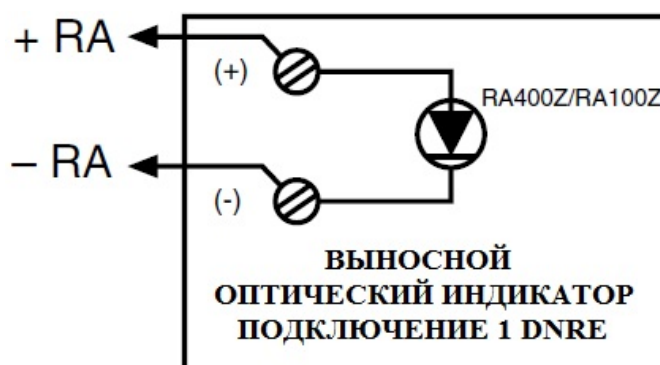 + RA
(+)
RA400Z/RA100Z
– RA
(-)
ВЫНОСНОЙ
ОПТИЧЕСКИЙ ИНДИКАТОР
ПОДКЛЮЧЕНИЕ 1 DNRE